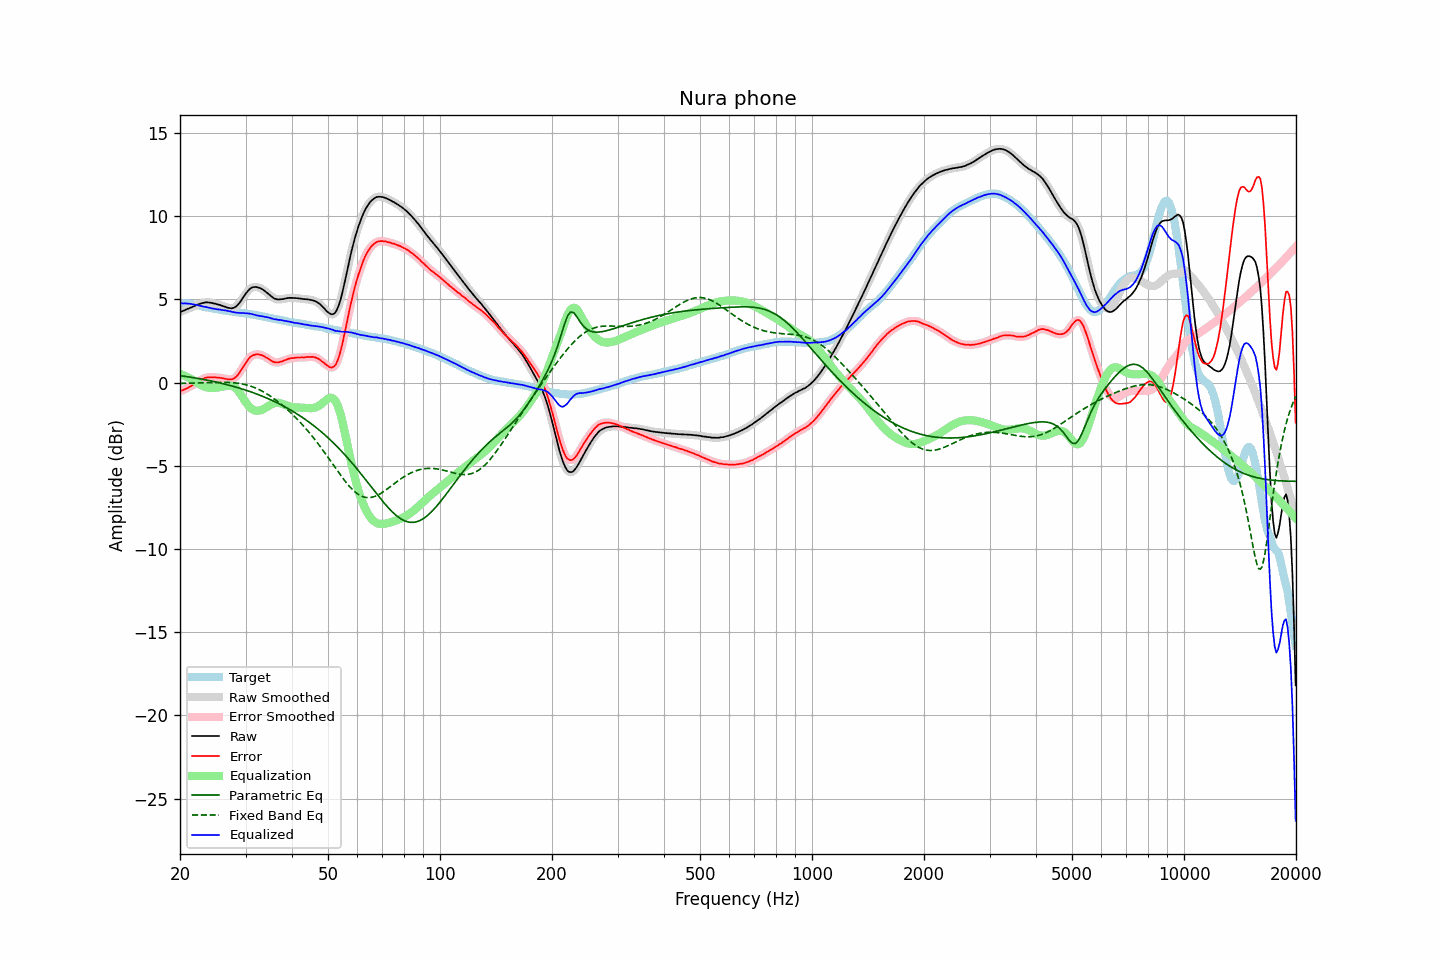 Nura phone
15
10
5
0
−5
−10
−15
−20
−25
Amplitude (dBr)
Target
Raw Smoothed
Error Smoothed
Raw
Error
Equalization
Parametric Eq
Fixed Band Eq
Equalized
20 50 100 200 500 1000 2000 5000 10000 20000
Frequency (Hz)